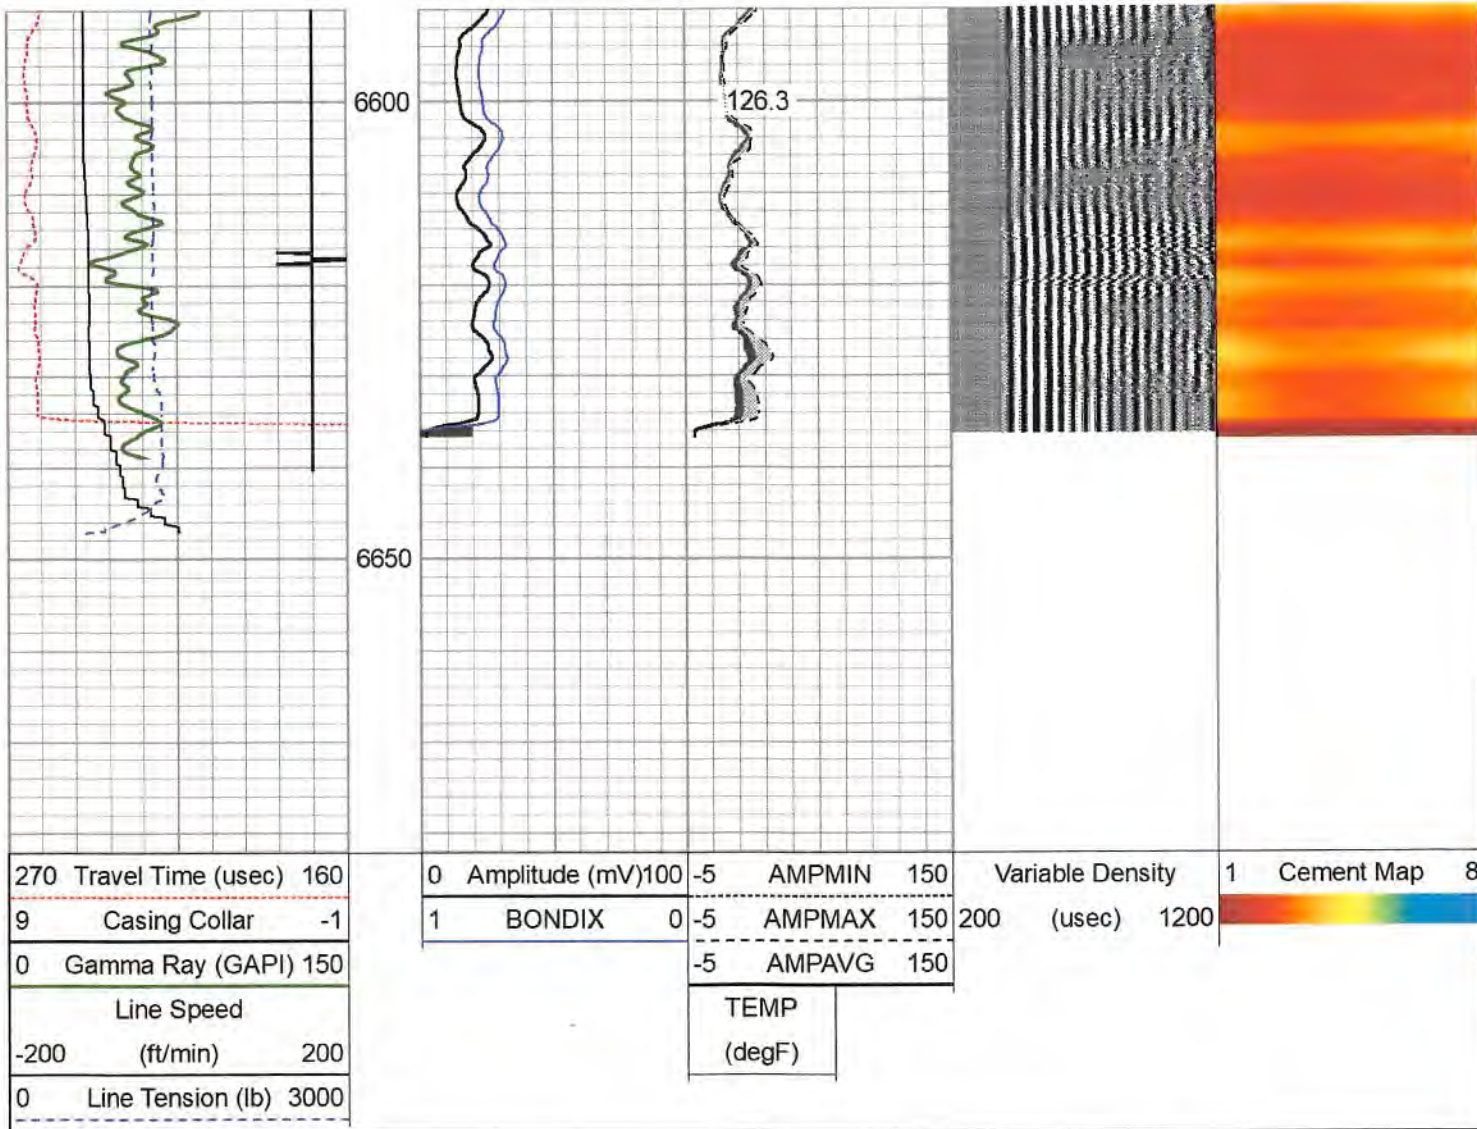 6600
126.3
6650
270 Travel Time (usec) 160
9 Casing Collar -1
0 Gamma Ray (GAPI) 150
Line Speed
-200 (ft/min) 200
0 Line Tension (lb) 3000
0 Amplitude (mV)100
1 BONDIX 0
-5 AMPMIN 150
-5 AMPMAX 150
-5 AMPAVG 150
TEMP
(degF)
Variable Density
200 (usec) 1200
1 Cement Map 8